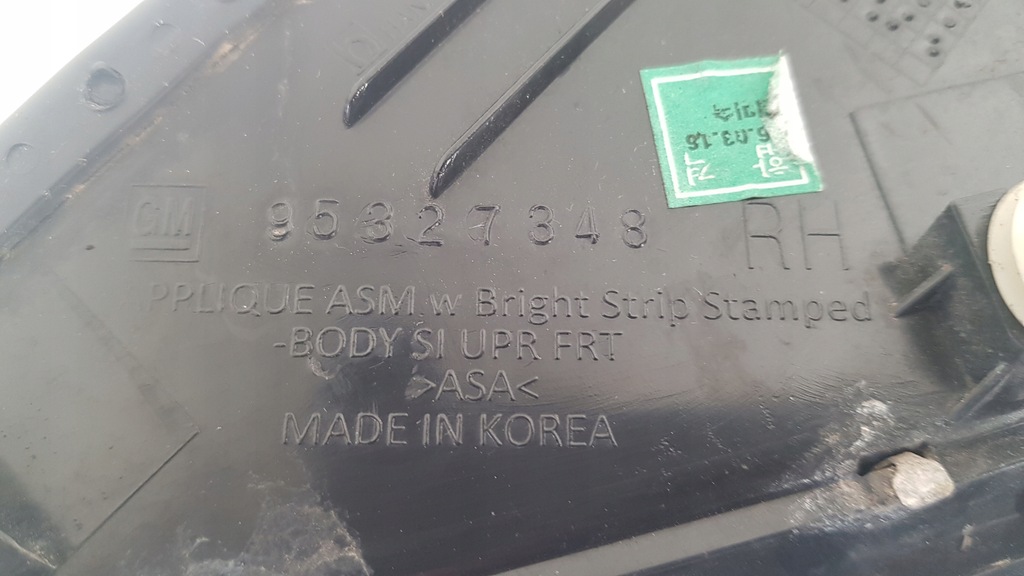 GM 95327348 RH
PPLIQUE ASM w Bright Strip Stamped
-BODY SI UPR FRT
>ASA<
MADE IN KOREA